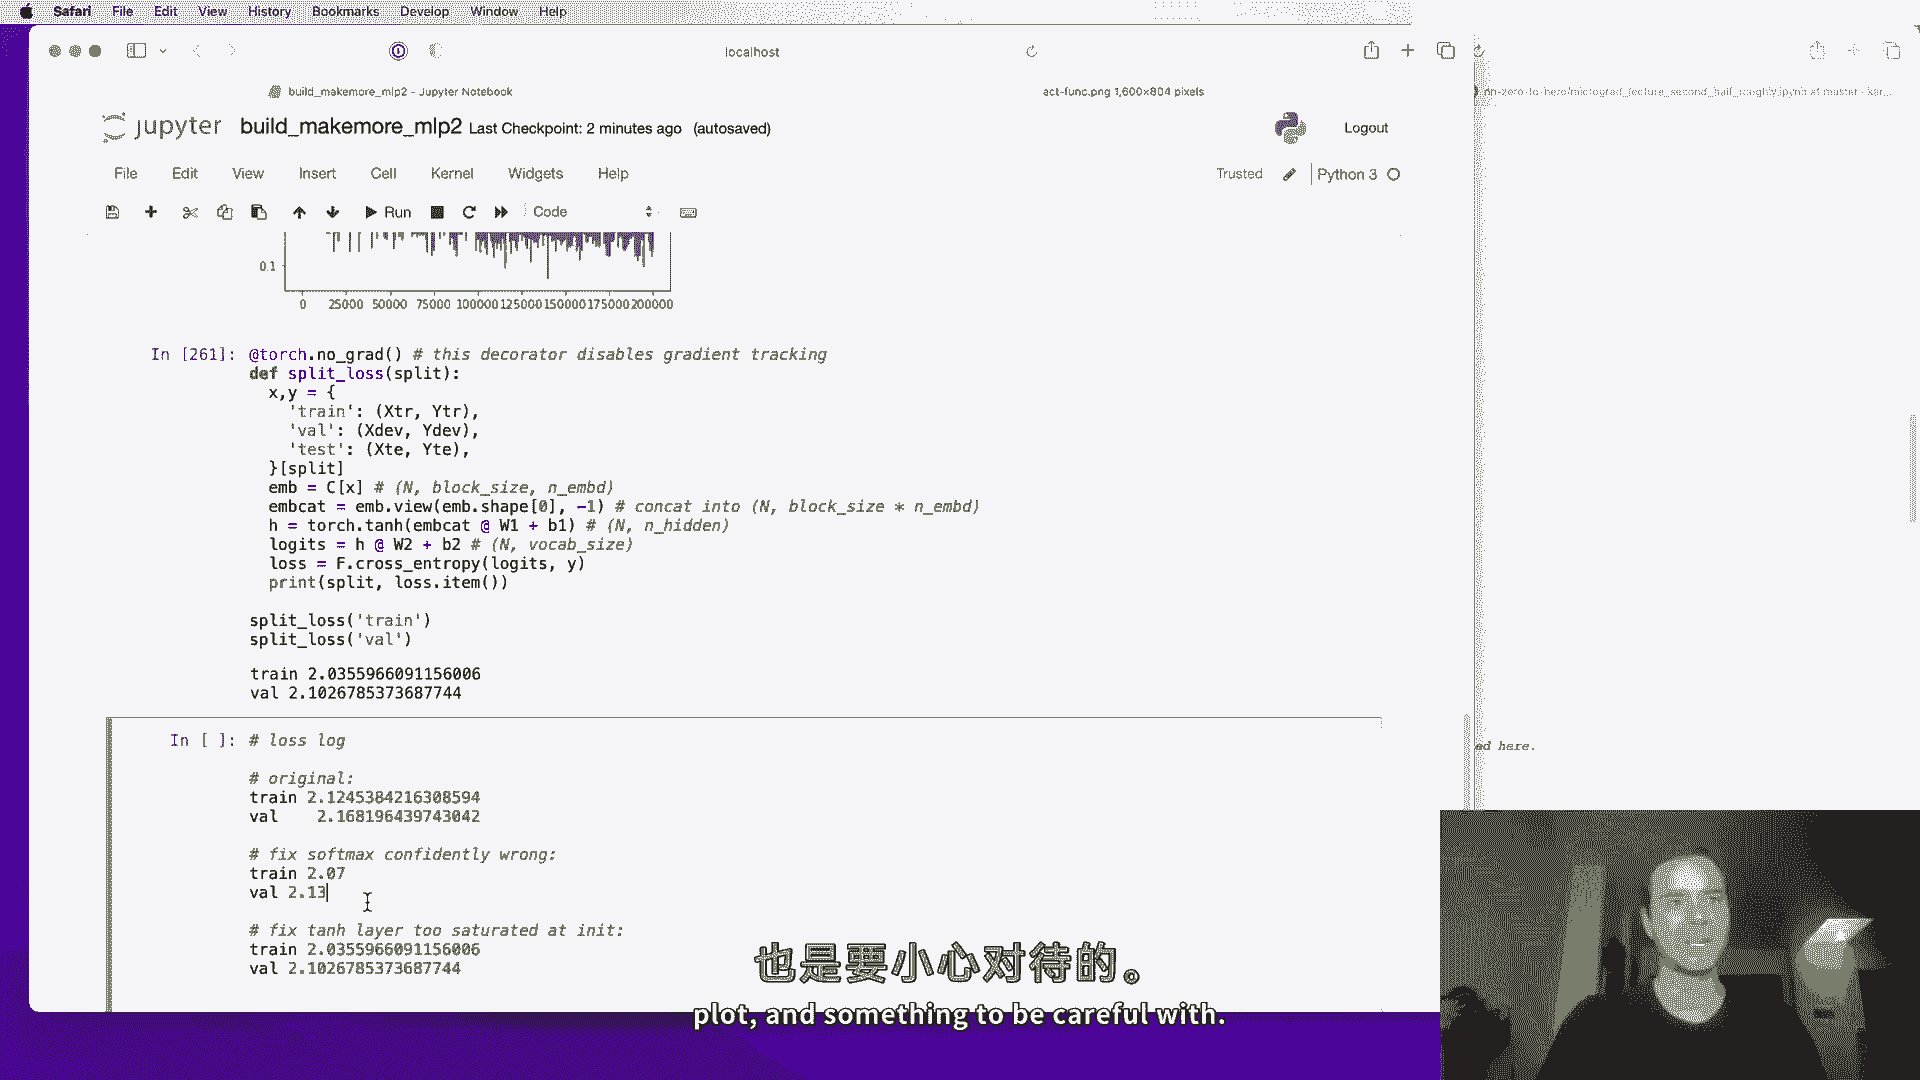 Safari File Edit View History Bookmarks Develop Window Help
localhost
build_makemore_mlp2 - Jupyter Notebook
act-func.png 1,600×804 pixels
jupyter build_makemore_mlp2 Last Checkpoint: 2 minutes ago (autosaved)
Logout
File Edit View Insert Cell Kernel Widgets Help
Trusted
Python 3
Run
Code
0.1
0 25000 50000 75000 100000 125000 150000 175000 200000
In [261]: @torch.no_grad() # this decorator disables gradient tracking
def split_loss(split):
  x,y = {
    'train': (Xtr, Ytr),
    'val': (Xdev, Ydev),
    'test': (Xte, Yte),
  }[split]
  emb = C[x] # (N, block_size, n_embd)
  embcat = emb.view(emb.shape[0], -1) # concat into (N, block_size * n_embd)
  h = torch.tanh(embcat @ W1 + b1) # (N, n_hidden)
  logits = h @ W2 + b2 # (N, vocab_size)
  loss = F.cross_entropy(logits, y)
  print(split, loss.item())
split_loss('train')
split_loss('val')
train 2.0355966091156006
val 2.1026785373687744
In [ ]: # loss log
# original:
train 2.1245384216308594
val   2.168196439743042
# fix softmax confidently wrong:
train 2.07
val 2.13
# fix tanh layer too saturated at init:
train 2.0355966091156006
val 2.1026785373687744
ed here.
也是要小心对待的。
plot, and something to be careful with.